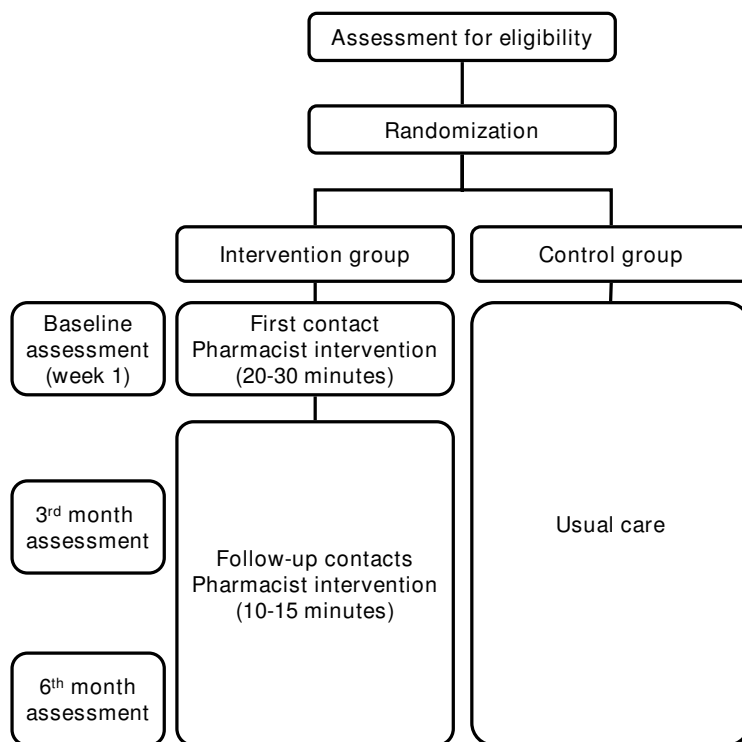 Assessment for eligibility
Randomization
Intervention group
Control group
Baseline
assessment
(week 1)
First contact
Pharmacist intervention
(20-30 minutes)
3rd month
assessment
Follow-up contacts
Pharmacist intervention
(10-15 minutes)
Usual care
6th month
assessment